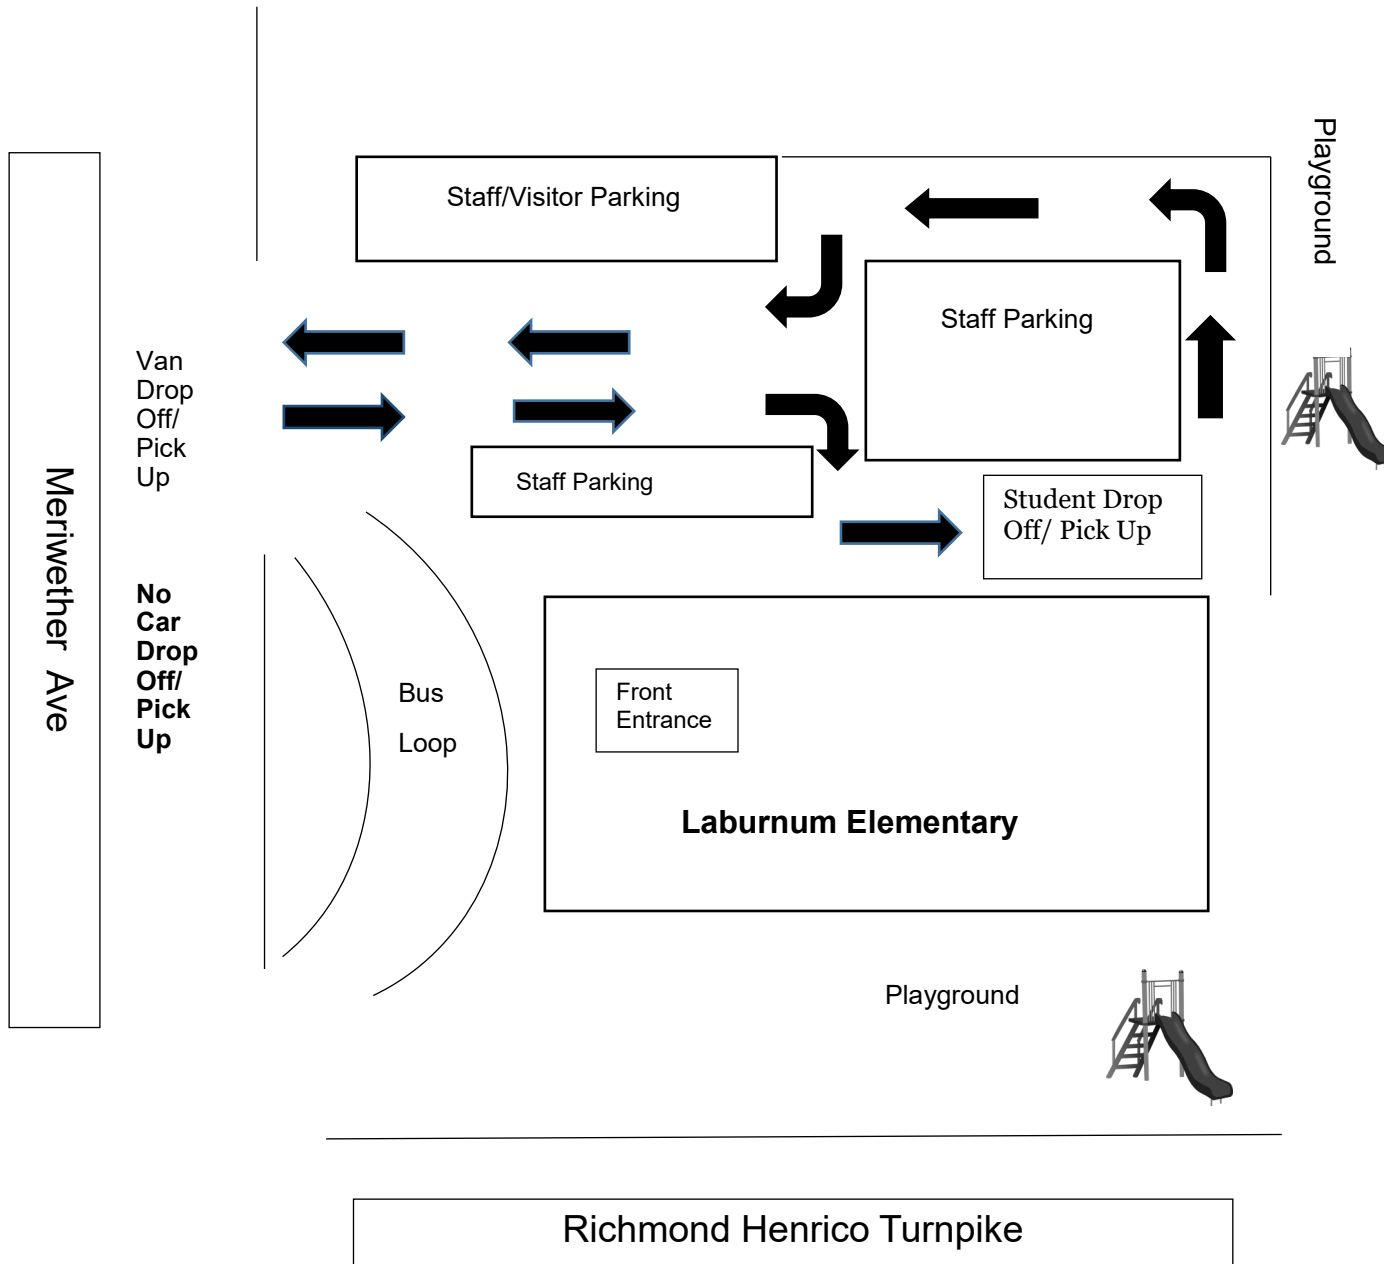 Playground
Staff/Visitor Parking
Staff Parking
Van
Drop
Off/
Pick
Up
Staff Parking
Student Drop
Off/ Pick Up
Meriwether Ave
No
Car
Drop
Off/
Pick
Up
Bus
Loop
Front
Entrance
Laburnum Elementary
Playground
Richmond Henrico Turnpike